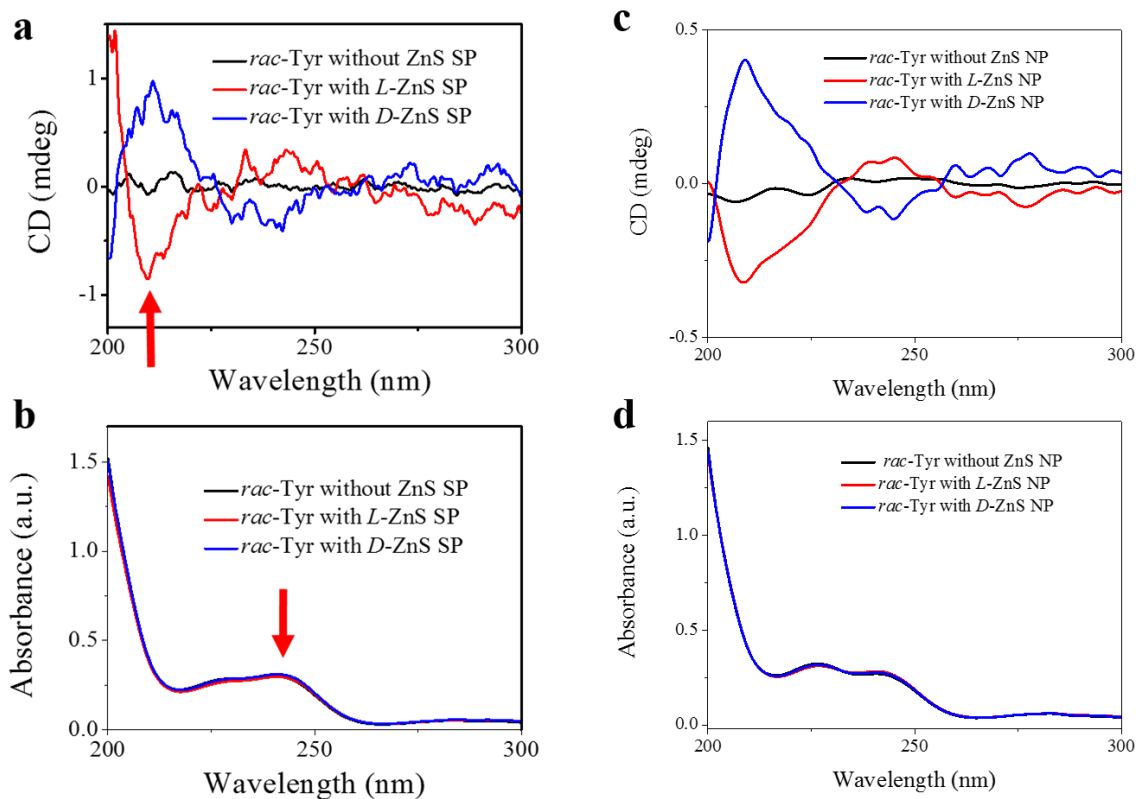 a
1
0
-1
CD (mdeg)
rac-Tyr without ZnS SP
rac-Tyr with L-ZnS SP
rac-Tyr with D-ZnS SP
200
250
300
Wavelength (nm)
c
0.5
0.0
-0.5
CD (mdeg)
rac-Tyr without ZnS NP
rac-Tyr with L-ZnS NP
rac-Tyr with D-ZnS NP
200
250
300
Wavelength (nm)
b
1.5
1.0
0.5
0.0
Absorbance (a.u.)
rac-Tyr without ZnS SP
rac-Tyr with L-ZnS SP
rac-Tyr with D-ZnS SP
200
250
300
Wavelength (nm)
d
1.5
1.0
0.5
0.0
Absorbance (a.u.)
rac-Tyr without ZnS NP
rac-Tyr with L-ZnS NP
rac-Tyr with D-ZnS NP
200
250
300
Wavelength (nm)